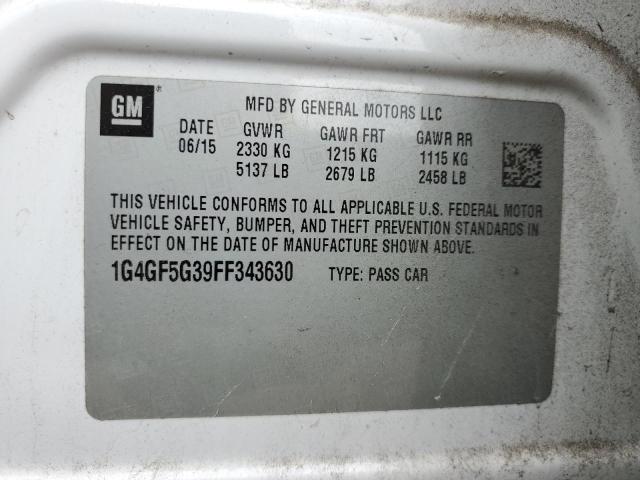 GM®
MFD BY GENERAL MOTORS LLC
DATE GVWR GAWR FRT GAWR RR
06/15 2330 KG 1215 KG 1115 KG
5137 LB 2679 LB 2458 LB
THIS VEHICLE CONFORMS TO ALL APPLICABLE U.S. FEDERAL MOTOR
VEHICLE SAFETY, BUMPER, AND THEFT PREVENTION STANDARDS IN
EFFECT ON THE DATE OF MANUFACTURE SHOWN ABOVE.
1G4GF5G39FF343630 TYPE: PASS CAR